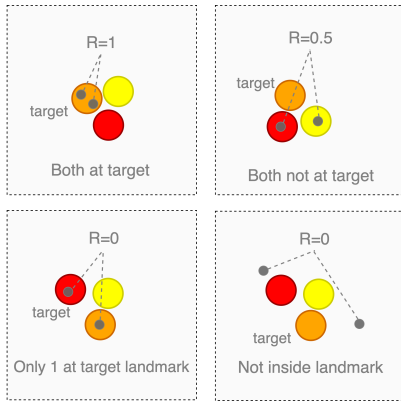 R=1
target
Both at target
R=0.5
target
Both not at target
R=0
target
Only 1 at target landmark
R=0
target
Not inside landmark